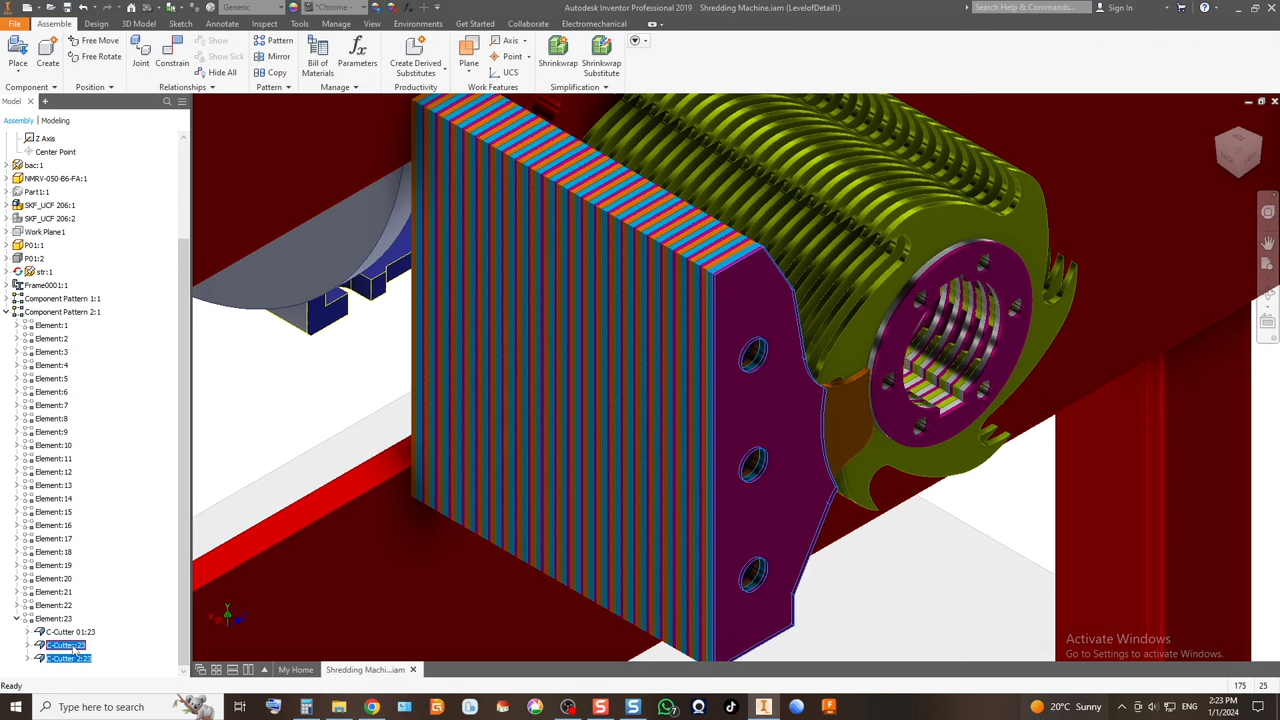 Generic
*Chrome
Autodesk Inventor Professional 2019 Shredding Machine.iam (LevelofDetail1)
Search Help & Commands...
Sign In
File Assemble Design 3D Model Sketch Annotate Inspect Tools Manage View Environments Get Started Collaborate Electromechanical
Free Move
Free Rotate
Show
Show Sick
Hide All
Pattern
Mirror
Copy
Axis
Point
UCS
Place Create Joint Constrain Bill of Materials Parameters Create Derived Substitutes Plane Shrinkwrap Shrinkwrap Substitute
Component Position Relationships Pattern Manage Productivity Work Features Simplification
Model
Assembly Modeling
Z Axis
Center Point
bac:1
NMRV-050-B6-FA:1
Part1:1
SKF_UCF 206:1
SKF_UCF 206:2
Work Plane1
P01:1
P01:2
str:1
Frame0001:1
Component Pattern 1:1
Component Pattern 2:1
Element:1
Element:2
Element:3
Element:4
Element:5
Element:6
Element:7
Element:8
Element:9
Element:10
Element:11
Element:12
Element:13
Element:14
Element:15
Element:16
Element:17
Element:18
Element:19
Element:20
Element:21
Element:22
Element:23
C-Cutter 01:23
C-Cutter:23
C-Cutter 2:23
Activate Windows
Go to Settings to activate Windows.
My Home
Shredding Machi...iam
Ready
175 25
Type here to search
20°C Sunny
ENG
2:23 PM
1/1/2024